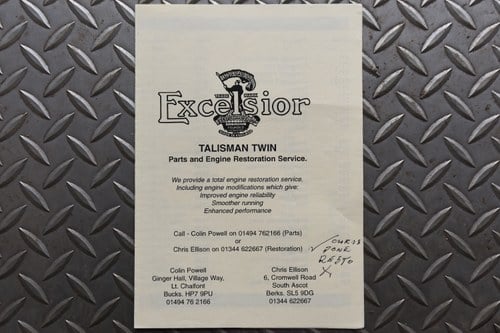 Excelsior
TALISMAN TWIN
Parts and Engine Restoration Service.
We provide a total engine restoration service.
Including engine modifications which give:
Improved engine reliability
Smoother running
Enhanced performance
Call - Colin Powell on 01494 762166 (Parts)
or
Chris Ellison on 01344 622667 (Restoration)
CHRIS
DONE
RESTO
Colin Powell
Ginger Hall, Village Way,
Lt. Chalfont
Bucks. HP7 9PU
01494 76 2166
Chris Ellison
6, Cromwell Road
South Ascot
Berks. SL5 9DG
01344 622667